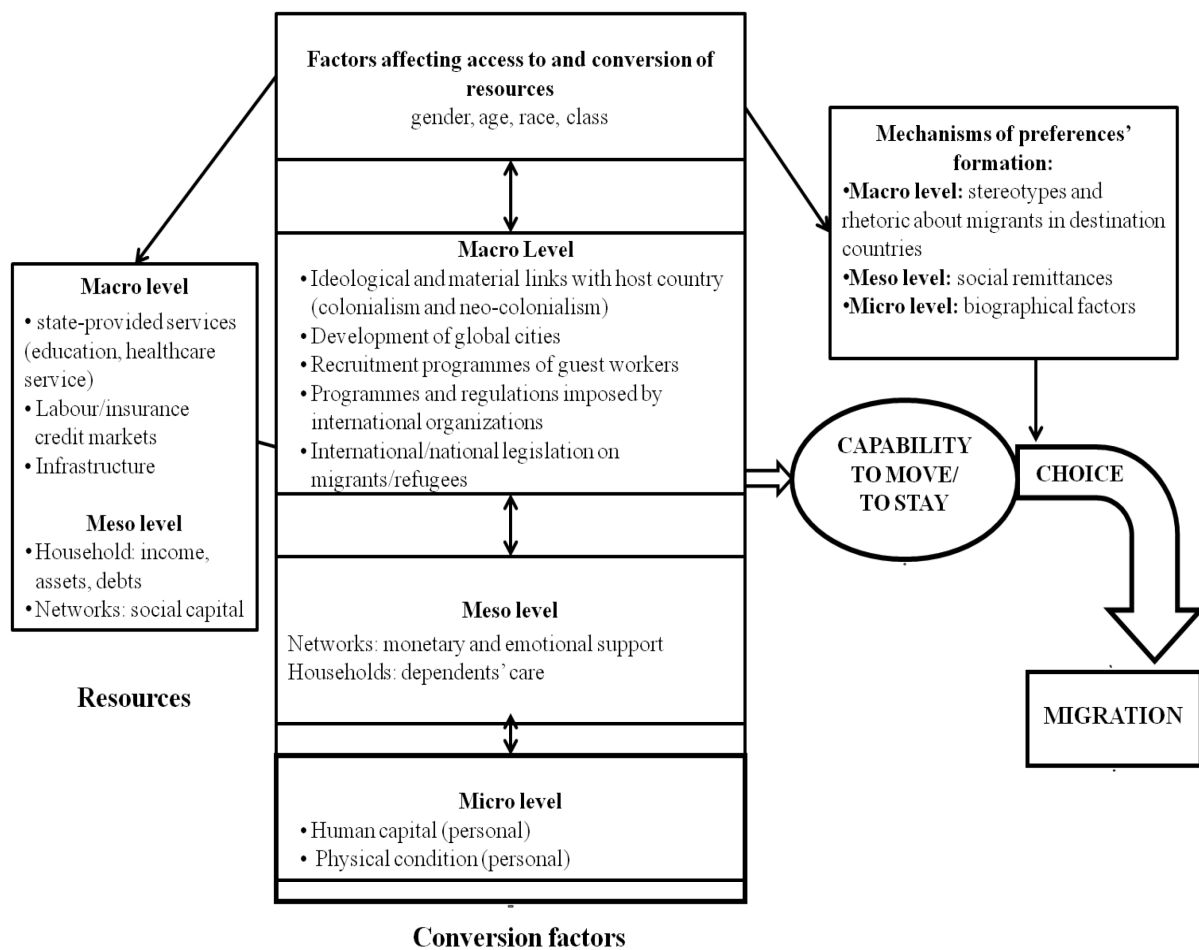 Factors affecting access to and conversion of
resources
gender, age, race, class
Macro level
• state-provided services
(education, healthcare
service)
• Labour/insurance
credit markets
• Infrastructure
Meso level
• Household: income,
assets, debts
• Networks: social capital
Resources
Macro Level
• Ideological and material links with host country
(colonialism and neo-colonialism)
• Development of global cities
• Recruitment programmes of guest workers
• Programmes and regulations imposed by
international organizations
• International/national legislation on
migrants/refugees
Meso level
Networks: monetary and emotional support
Households: dependents’ care
Micro level
• Human capital (personal)
• Physical condition (personal)
Conversion factors
Mechanisms of preferences’
formation:
•Macro level: stereotypes and
rhetoric about migrants in destination
countries
•Meso level: social remittances
•Micro level: biographical factors
CAPABILITY
TO MOVE/
TO STAY
CHOICE
MIGRATION